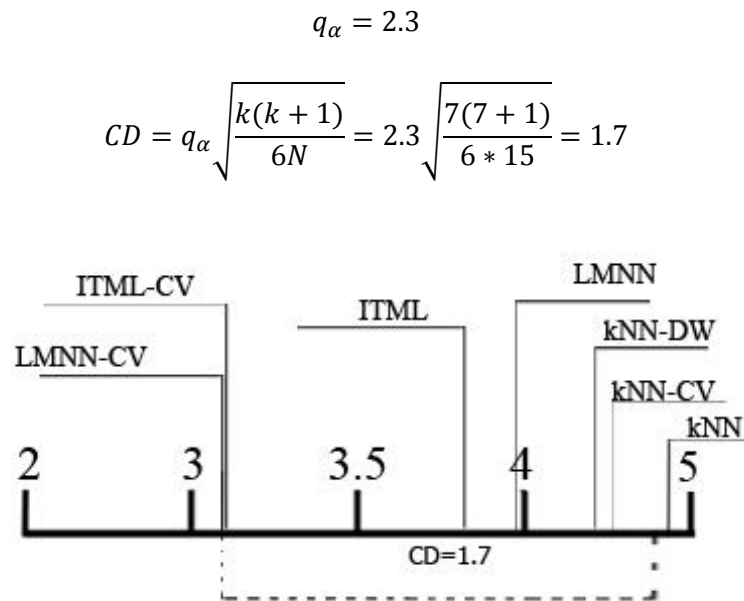 qα = 2.3
CD = qα √(k(k + 1) / 6N) = 2.3 √(7(7 + 1) / 6 * 15) = 1.7
ITML-CV
LMNN
ITML
kNN-DW
LMNN-CV
kNN-CV
kNN
2 3 3.5 4 5
CD=1.7